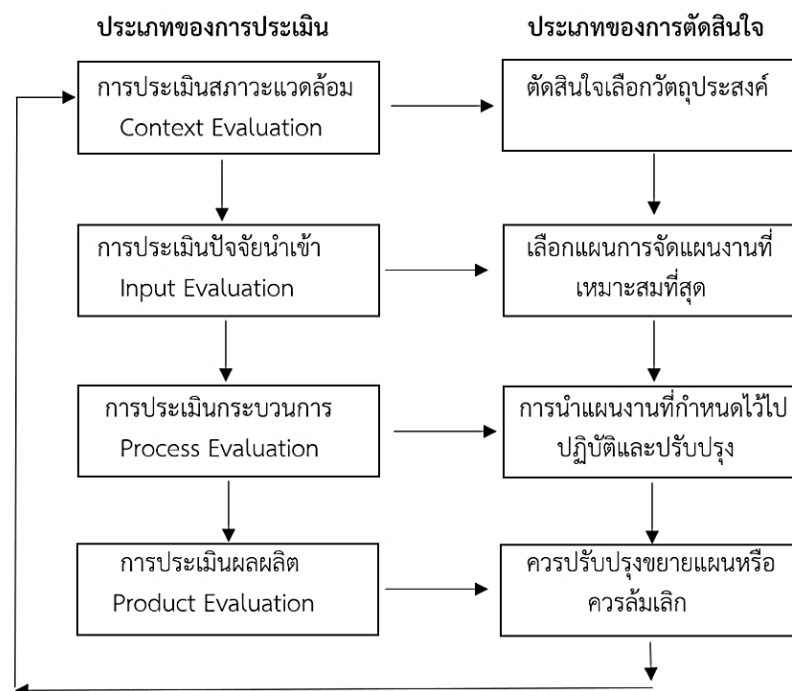 ประเภทของการประเมิน
ประเภทของการตัดสินใจ
การประเมินสภาวะแวดล้อม
Context Evaluation
ตัดสินใจเลือกวัตถุประสงค์
การประเมินปัจจัยนำเข้า
Input Evaluation
เลือกแผนการจัดแผนงานที่
เหมาะสมที่สุด
การประเมินกระบวนการ
Process Evaluation
การนำแผนงานที่กำหนดไว้ไป
ปฏิบัติและปรับปรุง
การประเมินผลผลิต
Product Evaluation
ควรปรับปรุงขยายแผนหรือ
ควรล้มเลิก